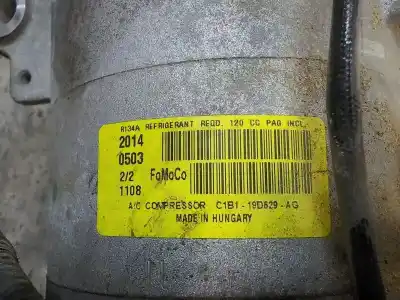 R134A REFRIGERANT REQD. 120 CC PAG INCL.
2014
0503
2/2 FoMoCo
1108
A/C COMPRESSOR C1B1-19D629-AG
MADE IN HUNGARY